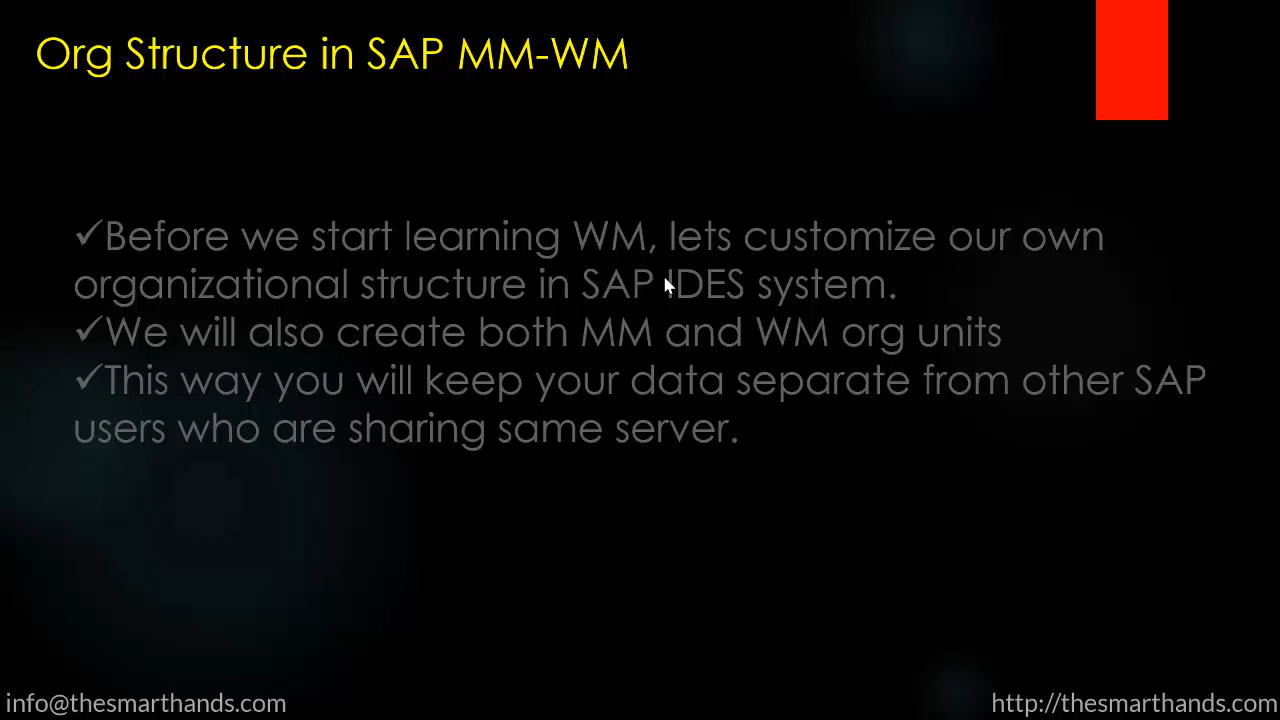 Org Structure in SAP MM-WM
✓Before we start learning WM, lets customize our own
organizational structure in SAP IDES system.
✓We will also create both MM and WM org units
✓This way you will keep your data separate from other SAP
users who are sharing same server.
info@thesmarthands.com
http://thesmarthands.com